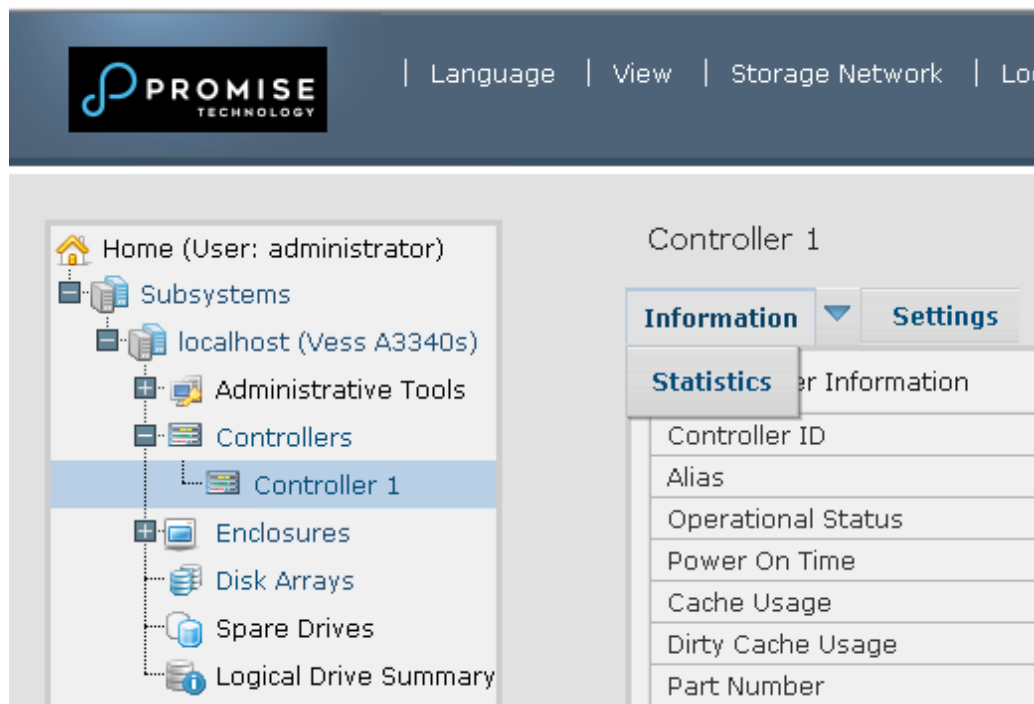 PROMISE
TECHNOLOGY
| Language | View | Storage Network |
Home (User: administrator)
Subsystems
localhost (Vess A3340s)
Administrative Tools
Controllers
Controller 1
Enclosures
Disk Arrays
Spare Drives
Logical Drive Summary
Controller 1
Information Settings
Statistics Information
Controller ID
Alias
Operational Status
Power On Time
Cache Usage
Dirty Cache Usage
Part Number